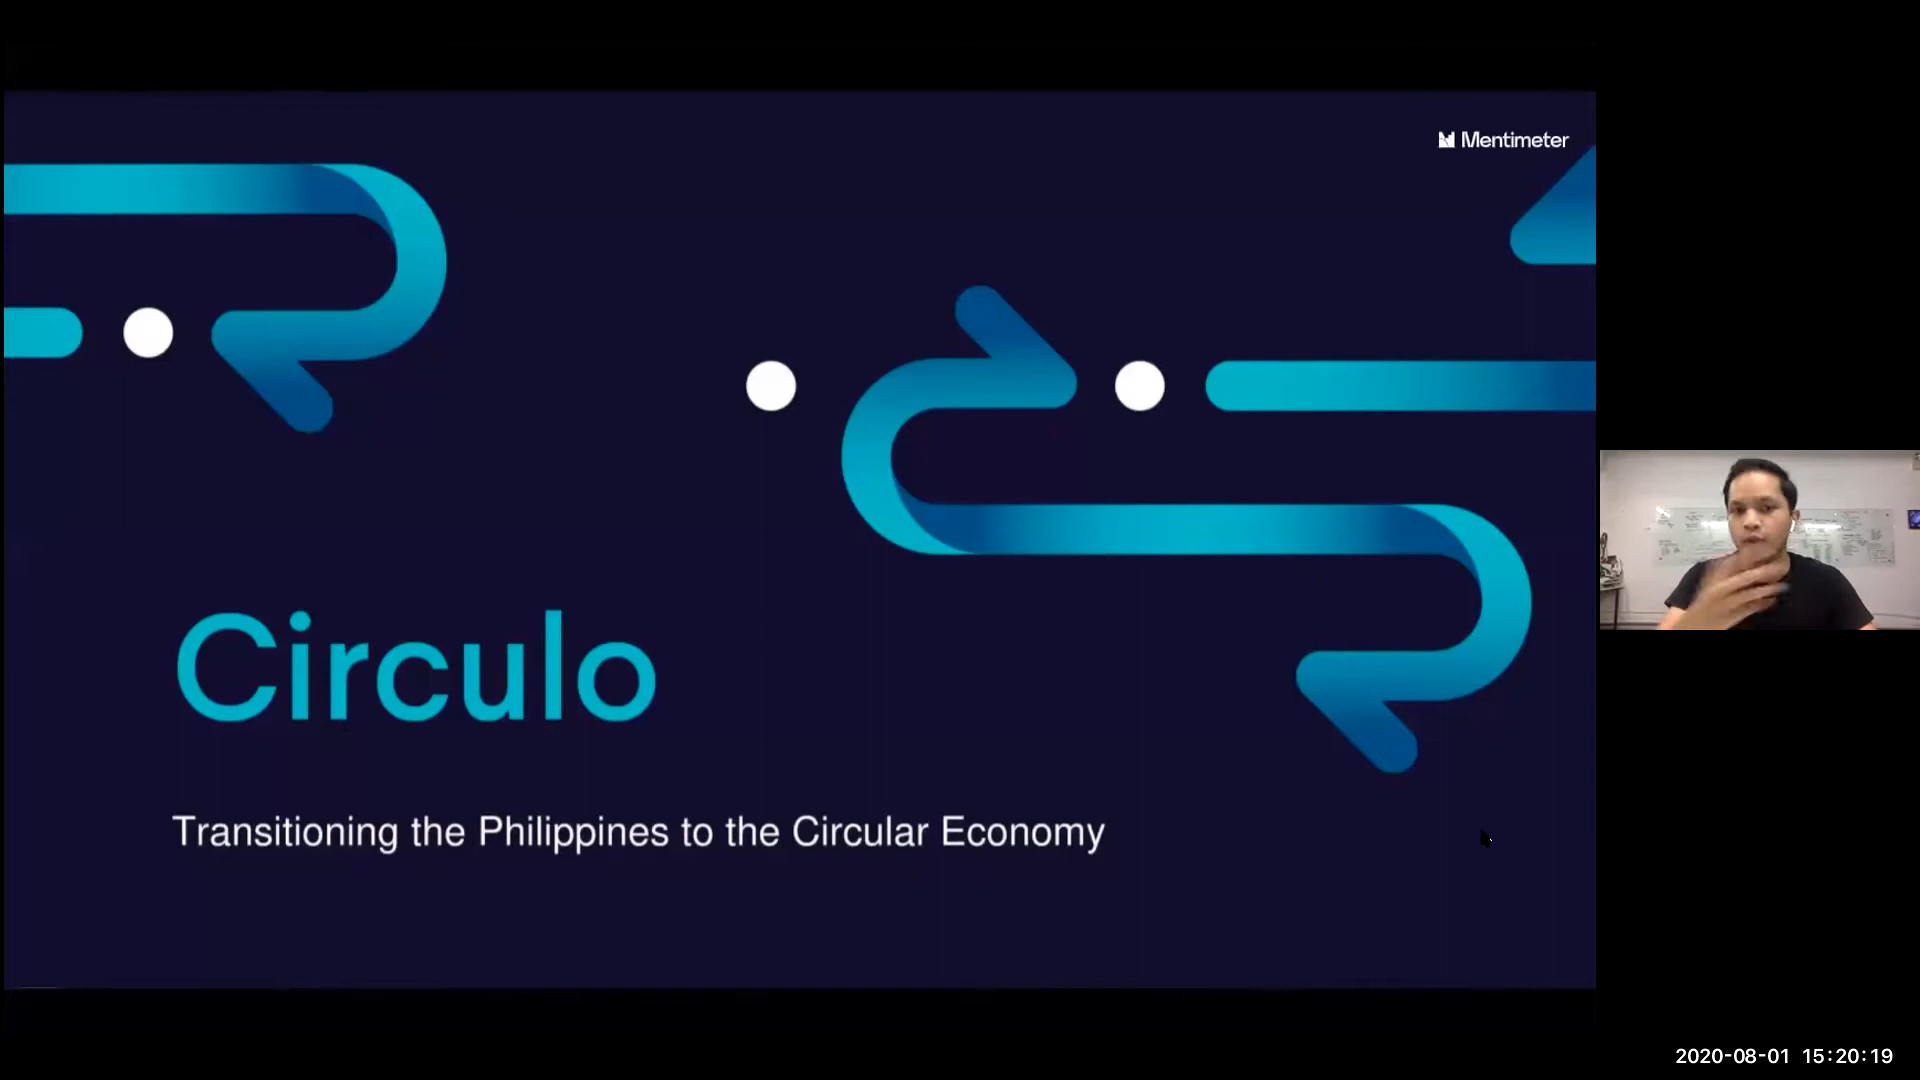 Mentimeter
Circulo
Transitioning the Philippines to the Circular Economy
2020-08-01 15:20:19